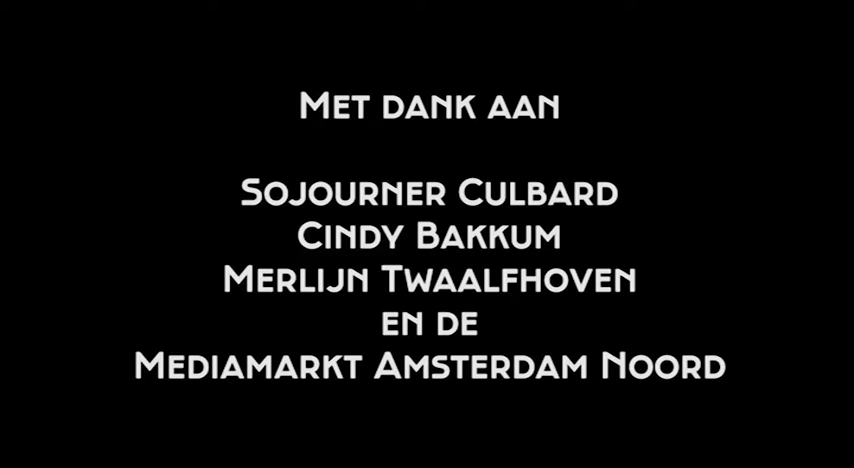 Met dank aan
Sojourner Culbard
Cindy Bakkum
Merlijn Twaalfhoven
en de
Mediamarkt Amsterdam Noord